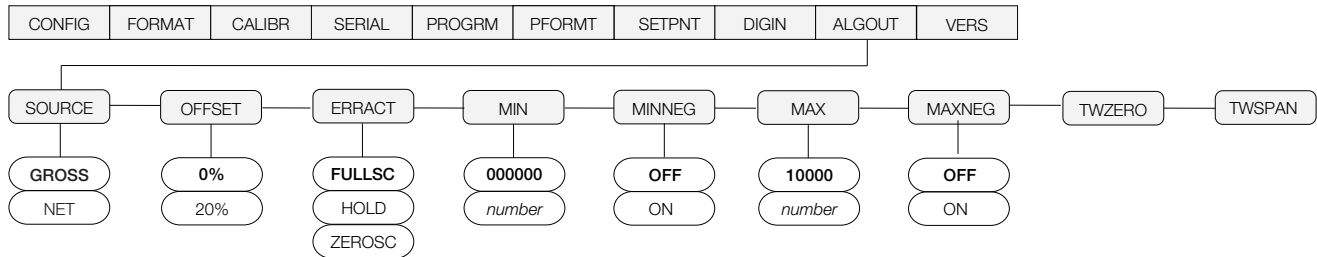 CONFIG FORMAT CALIBR SERIAL PROGRM PFORMT SETPNT DIGIN ALGOUT VERS
SOURCE OFFSET ERRACT MIN MINNEG MAX MAXNEG TWZERO TWSPAN
GROSS 0% FULLSC 000000 OFF 10000 OFF
NET 20% HOLD number ON number ON
ZEROSC